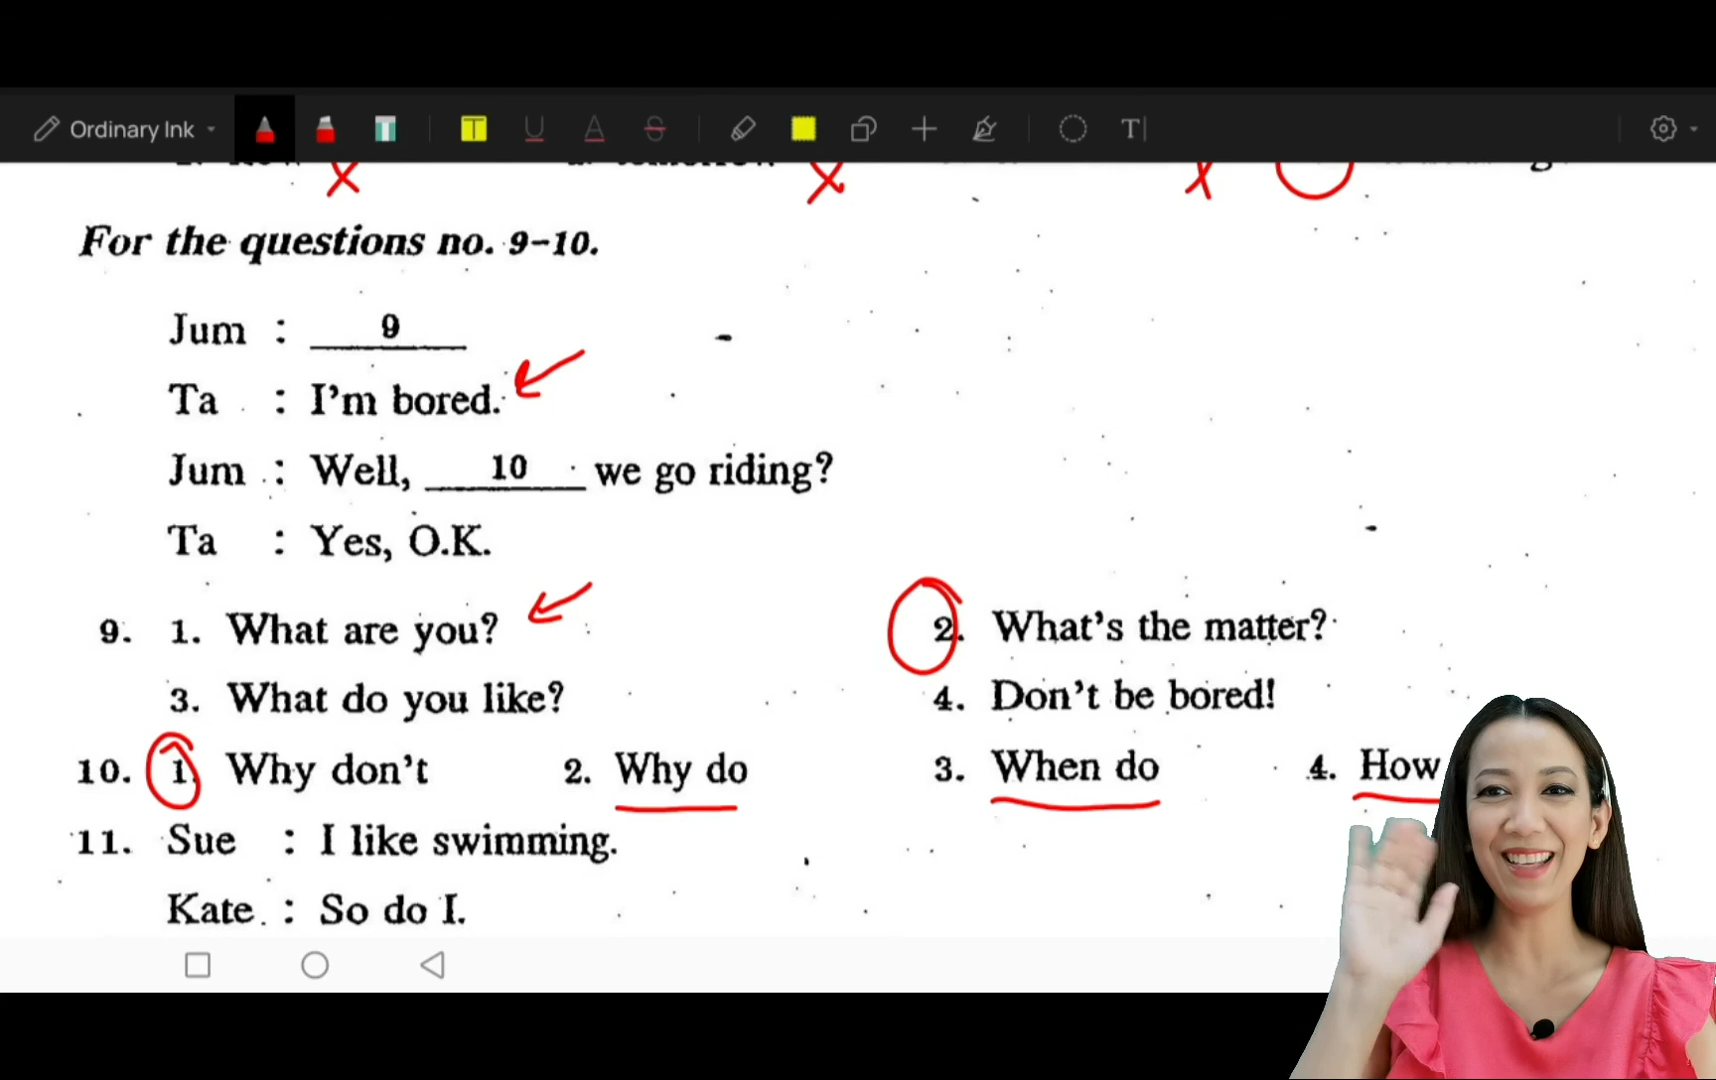 Ordinary Ink
For the questions no. 9-10.
Jum : 9
Ta : I'm bored.
Jum : Well, 10 we go riding?
Ta : Yes, O.K.
9. 1. What are you? 2. What's the matter?
3. What do you like? 4. Don't be bored!
10. 1. Why don't 2. Why do 3. When do 4. How
11. Sue : I like swimming.
Kate : So do I.